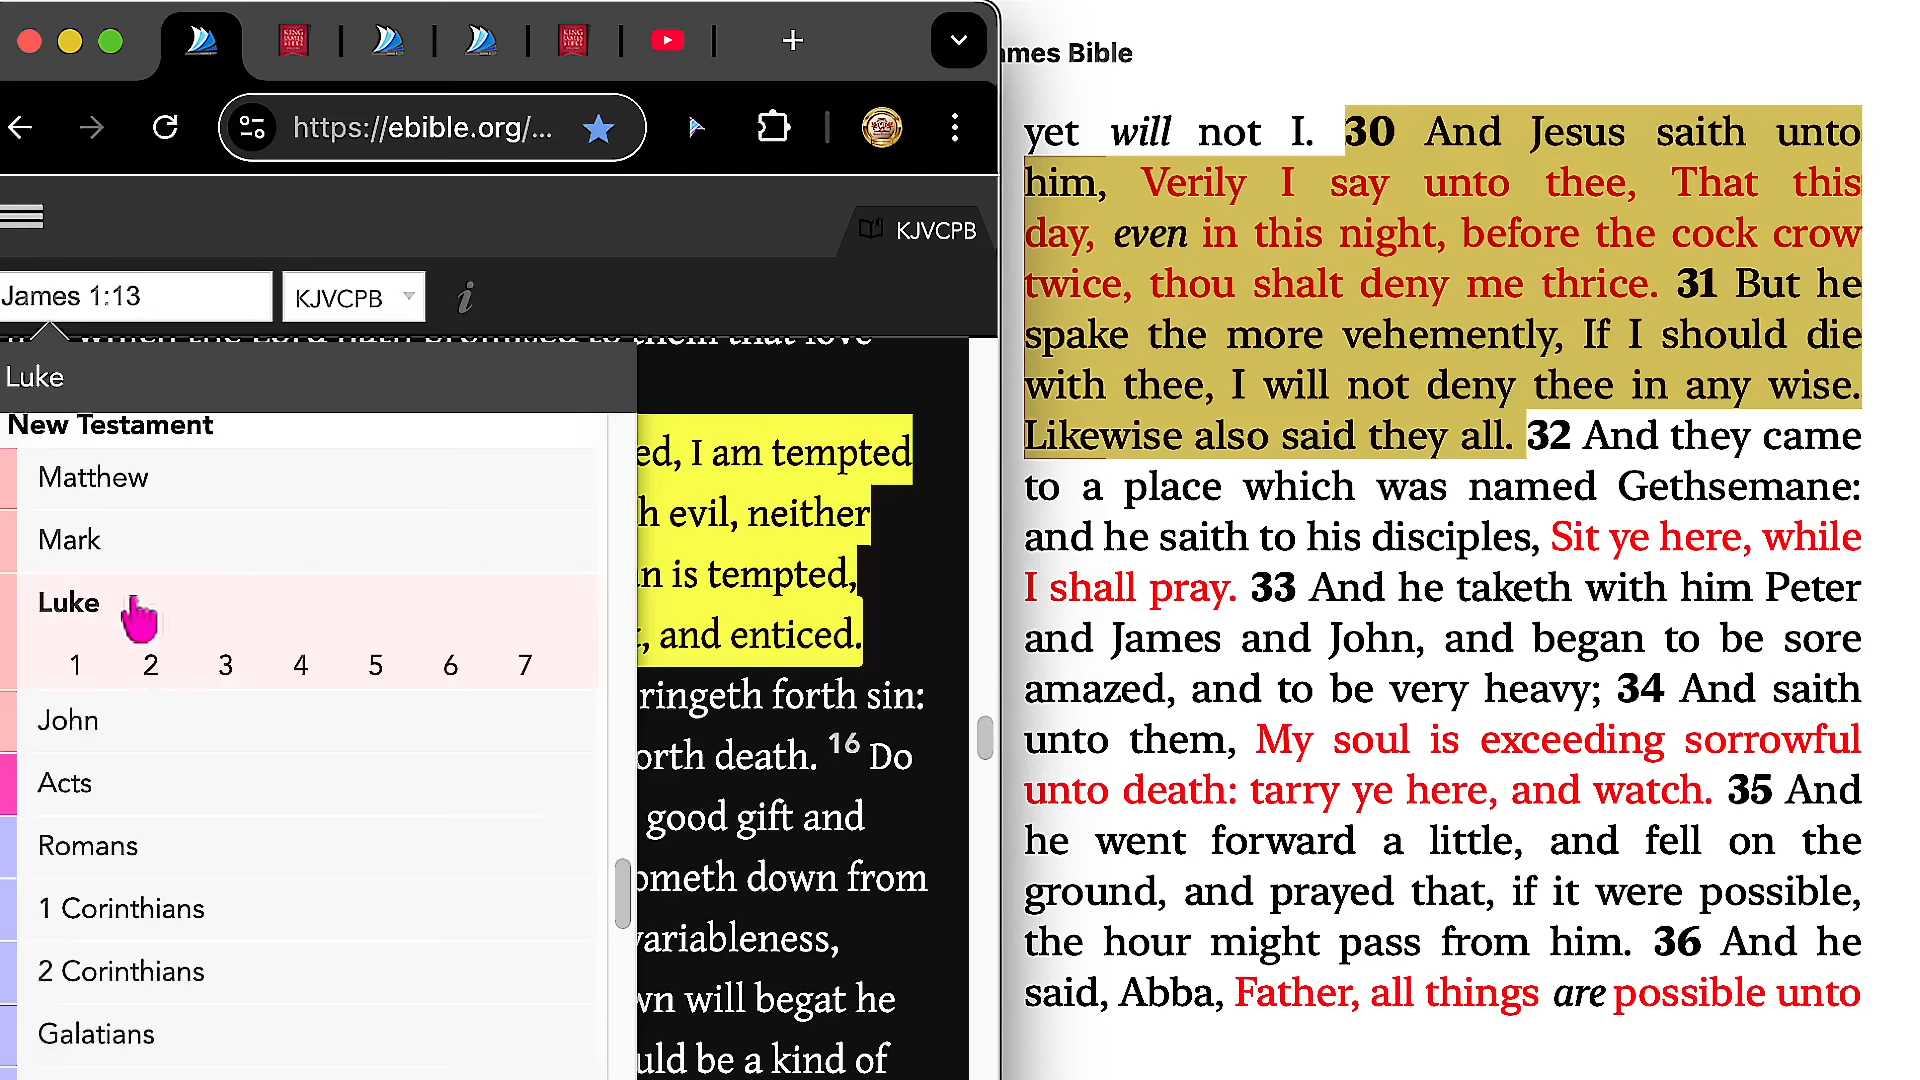 https://ebible.org/...
KJVCPB
James 1:13
KJVCPB
i
Luke
New Testament
Matthew
Mark
Luke
1 2 3 4 5 6 7
John
Acts
Romans
1 Corinthians
2 Corinthians
Galatians
which the Lord hath promised to them that love
ed, I am tempted
h evil, neither
n is tempted,
, and enticed.
ringeth forth sin:
orth death. 16 Do
good gift and
ometh down from
variableness,
wn will begat he
uld be a kind of
ames Bible
yet will not I. 30 And Jesus saith unto
him, Verily I say unto thee, That this
day, even in this night, before the cock crow
twice, thou shalt deny me thrice. 31 But he
spake the more vehemently, If I should die
with thee, I will not deny thee in any wise.
Likewise also said they all. 32 And they came
to a place which was named Gethsemane:
and he saith to his disciples, Sit ye here, while
I shall pray. 33 And he taketh with him Peter
and James and John, and began to be sore
amazed, and to be very heavy; 34 And saith
unto them, My soul is exceeding sorrowful
unto death: tarry ye here, and watch. 35 And
he went forward a little, and fell on the
ground, and prayed that, if it were possible,
the hour might pass from him. 36 And he
said, Abba, Father, all things are possible unto